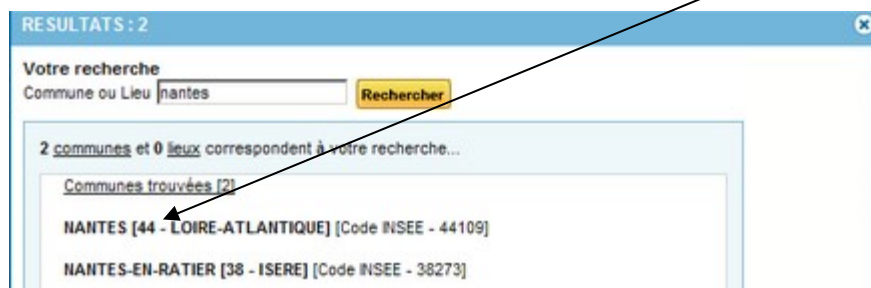 RESULTATS : 2
Votre recherche
Commune ou Lieu nantes Rechercher
2 communes et 0 lieux correspondent à votre recherche...
Communes trouvées [2]
NANTES [44 - LOIRE-ATLANTIQUE] [Code INSEE - 44109]
NANTES-EN-RATIER [38 - ISERE] [Code INSEE - 38273]